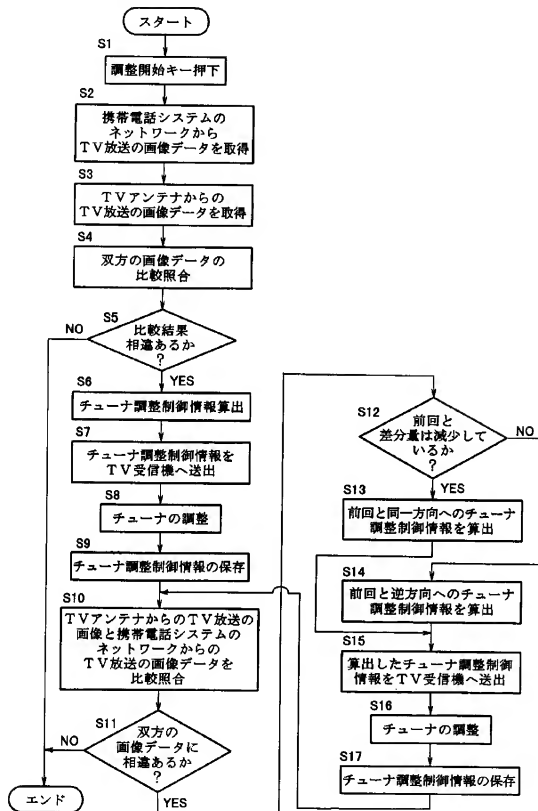 スタート
S1
調整開始キー押下
S2
携帯電話システムの
ネットワークから
TV放送の画像データを取得
S3
TVアンテナからの
TV放送の画像データを取得
S4
双方の画像データの
比較照合
S5
比較結果
相違あるか
?
NO
YES
S6
チューナ調整制御情報算出
S7
チューナ調整制御情報を
TV受信機へ送出
S8
チューナの調整
S9
チューナ調整制御情報の保存
S10
TVアンテナからのTV放送の
画像と携帯電話システムの
ネットワークからの
TV放送の画像データを
比較照合
S11
双方の
画像データに
相違あるか
?
NO
YES
エンド
S12
前回と
差分量は減少して
いるか
?
NO
YES
S13
前回と同一方向へのチューナ
調整制御情報を算出
S14
前回と逆方向へのチューナ
調整制御情報を算出
S15
算出したチューナ調整制御
情報をTV受信機へ送出
S16
チューナの調整
S17
チューナ調整制御情報の保存